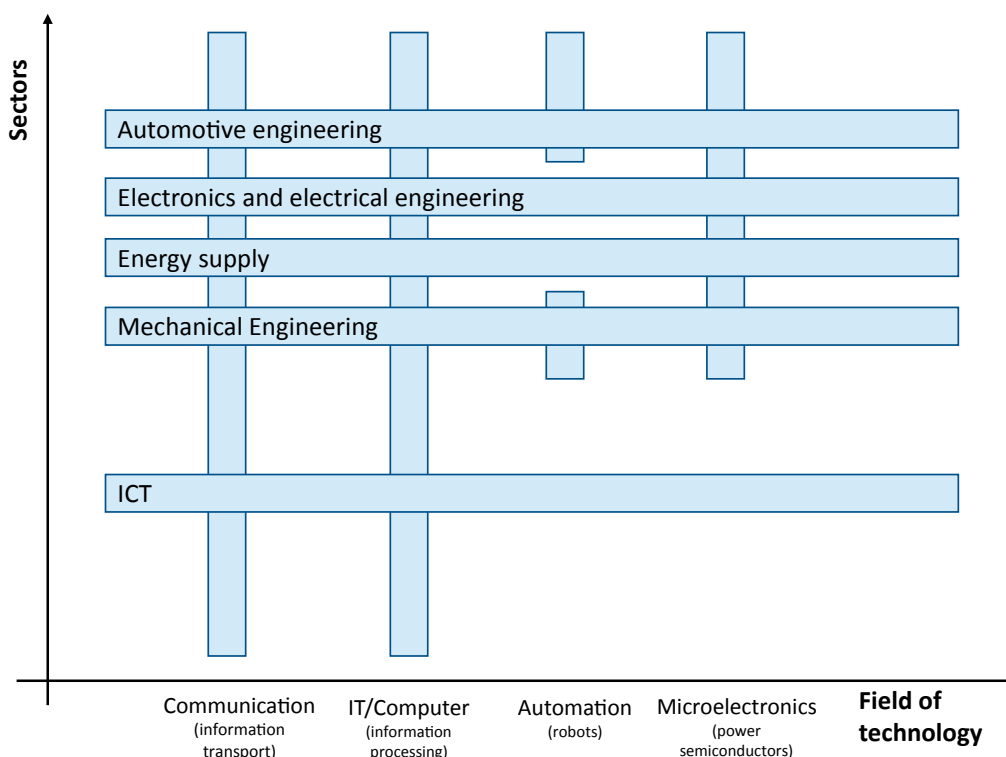 Sectors
Automotive engineering
Electronics and electrical engineering
Energy supply
Mechanical Engineering
ICT
Communication
(information
transport)
IT/Computer
(information
processing)
Automation
(robots)
Microelectronics
(power
semiconductors)
Field of
technology